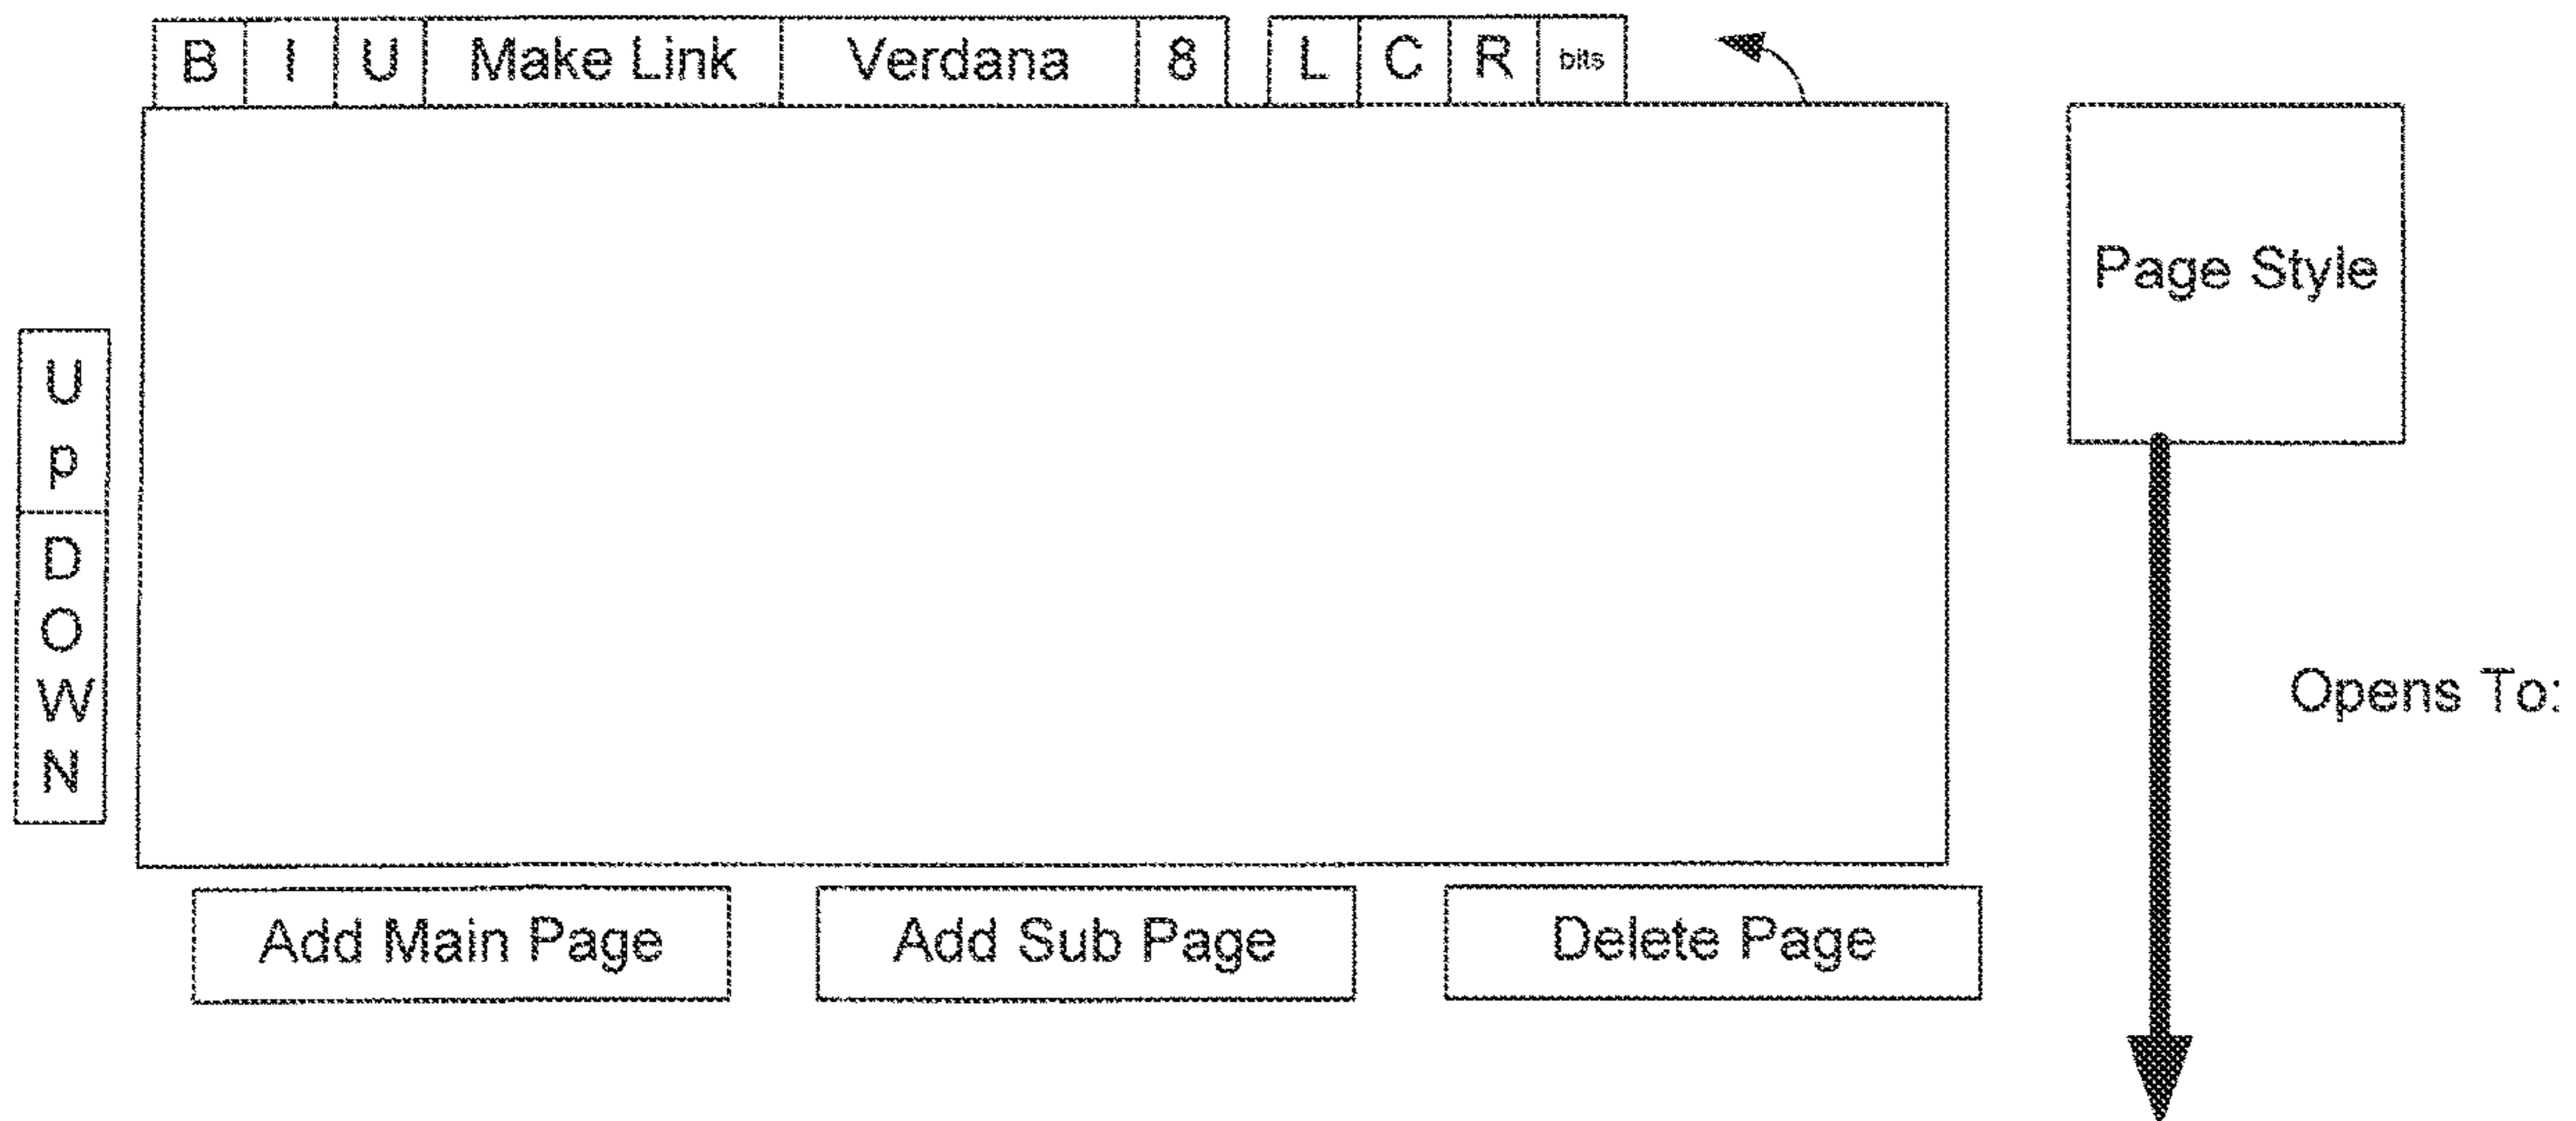 B I U Make Link Verdana 8 L C R bits
Page Style
Up
DOWN
Opens To:
Add Main Page Add Sub Page Delete Page